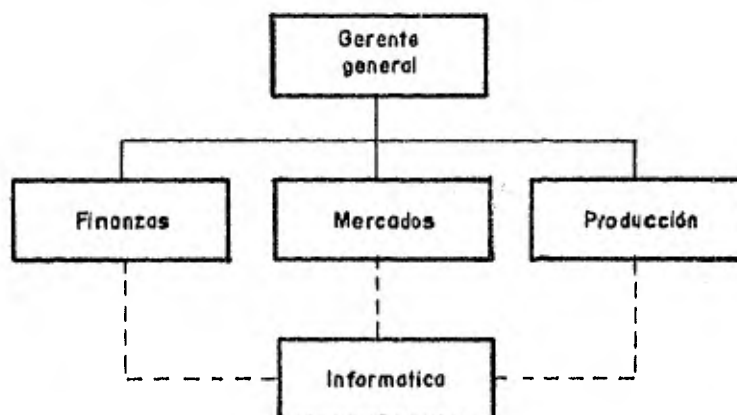 Gerente
general
Finanzas
Mercados
Producción
Informatica